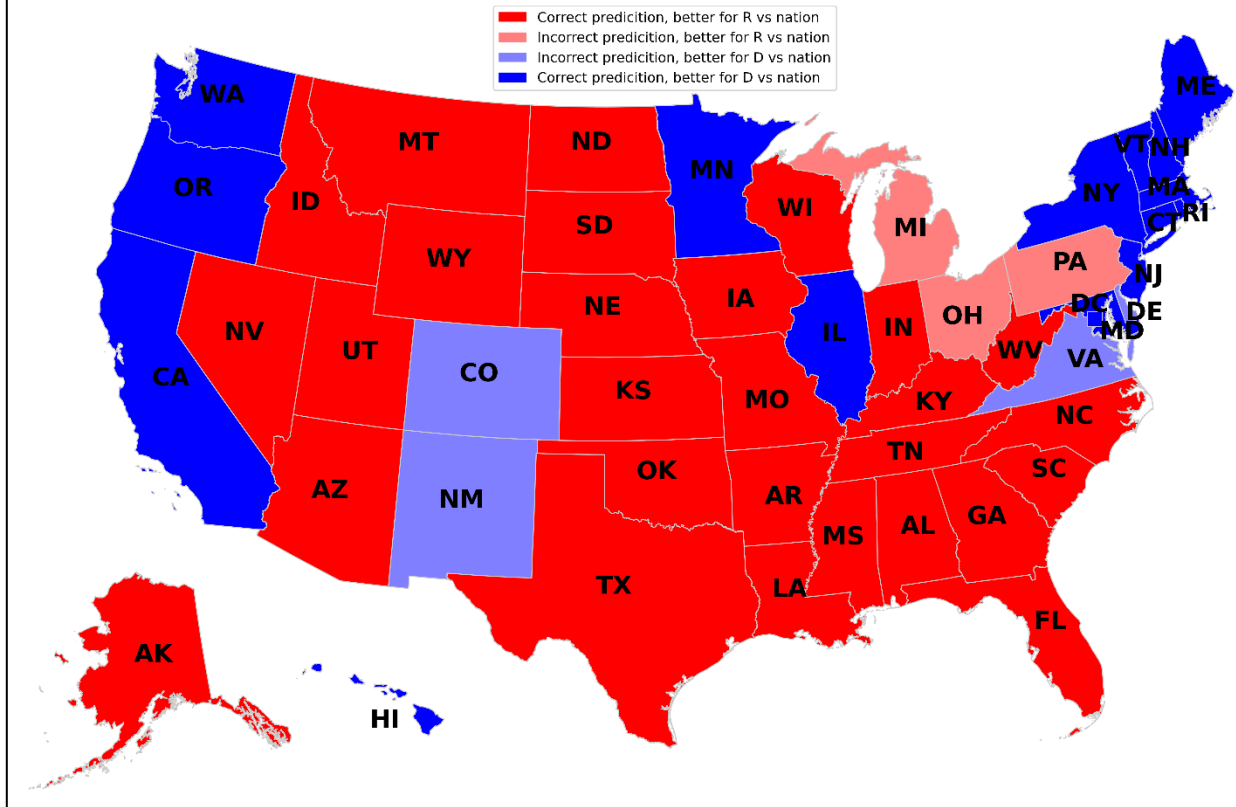 Correct predicition, better for R vs nation
Incorrect predicition, better for R vs nation
Incorrect predicition, better for D vs nation
Correct predicition, better for D vs nation
WA
ME
MT
ND
VT
NH
MN
OR
MA
NY
ID
WI
RI
CT
SD
MI
WY
PA
NJ
IA
NE
DC
DE
OH
NV
IL
IN
MD
UT
WV
VA
CO
CA
KS
MO
KY
NC
TN
SC
OK
AZ
NM
AR
GA
MS
AL
TX
LA
FL
AK
HI